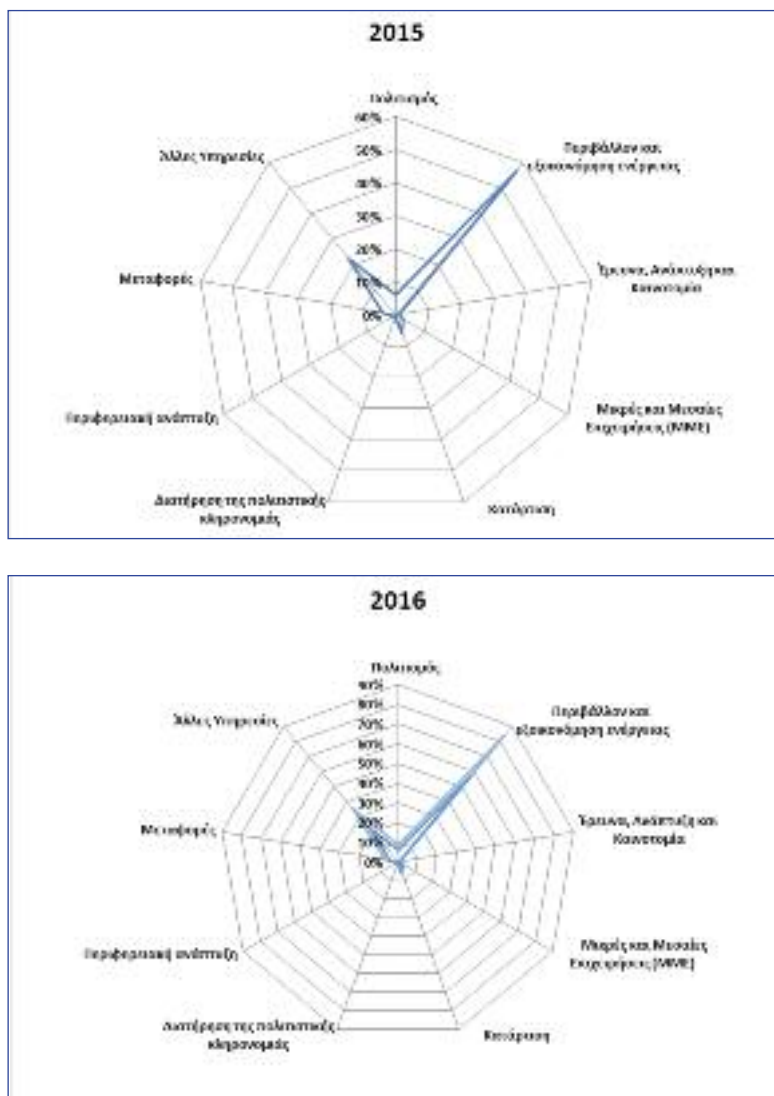 2015
Πολιτισμός
60%
50%
40%
30%
20%
10%
0%
Περιβάλλον και
εξοικονόμηση ενέργειας
Έρευνα, Ανάπτυξη και
Καινοτομία
Μικρές και Μεσαίες
Επιχειρήσεις (ΜΜΕ)
Κατάρτιση
Διατήρηση της πολιτιστικής
κληρονομιάς
Περιφερειακή ανάπτυξη
Μεταφορές
Άλλες Υπηρεσίες
2016
Πολιτισμός
90%
80%
70%
60%
50%
40%
30%
20%
10%
0%
Περιβάλλον και
εξοικονόμηση ενέργειας
Έρευνα, Ανάπτυξη και
Καινοτομία
Μικρές και Μεσαίες
Επιχειρήσεις (ΜΜΕ)
Κατάρτιση
Διατήρηση της πολιτιστικής
κληρονομιάς
Περιφερειακή ανάπτυξη
Μεταφορές
Άλλες Υπηρεσίες